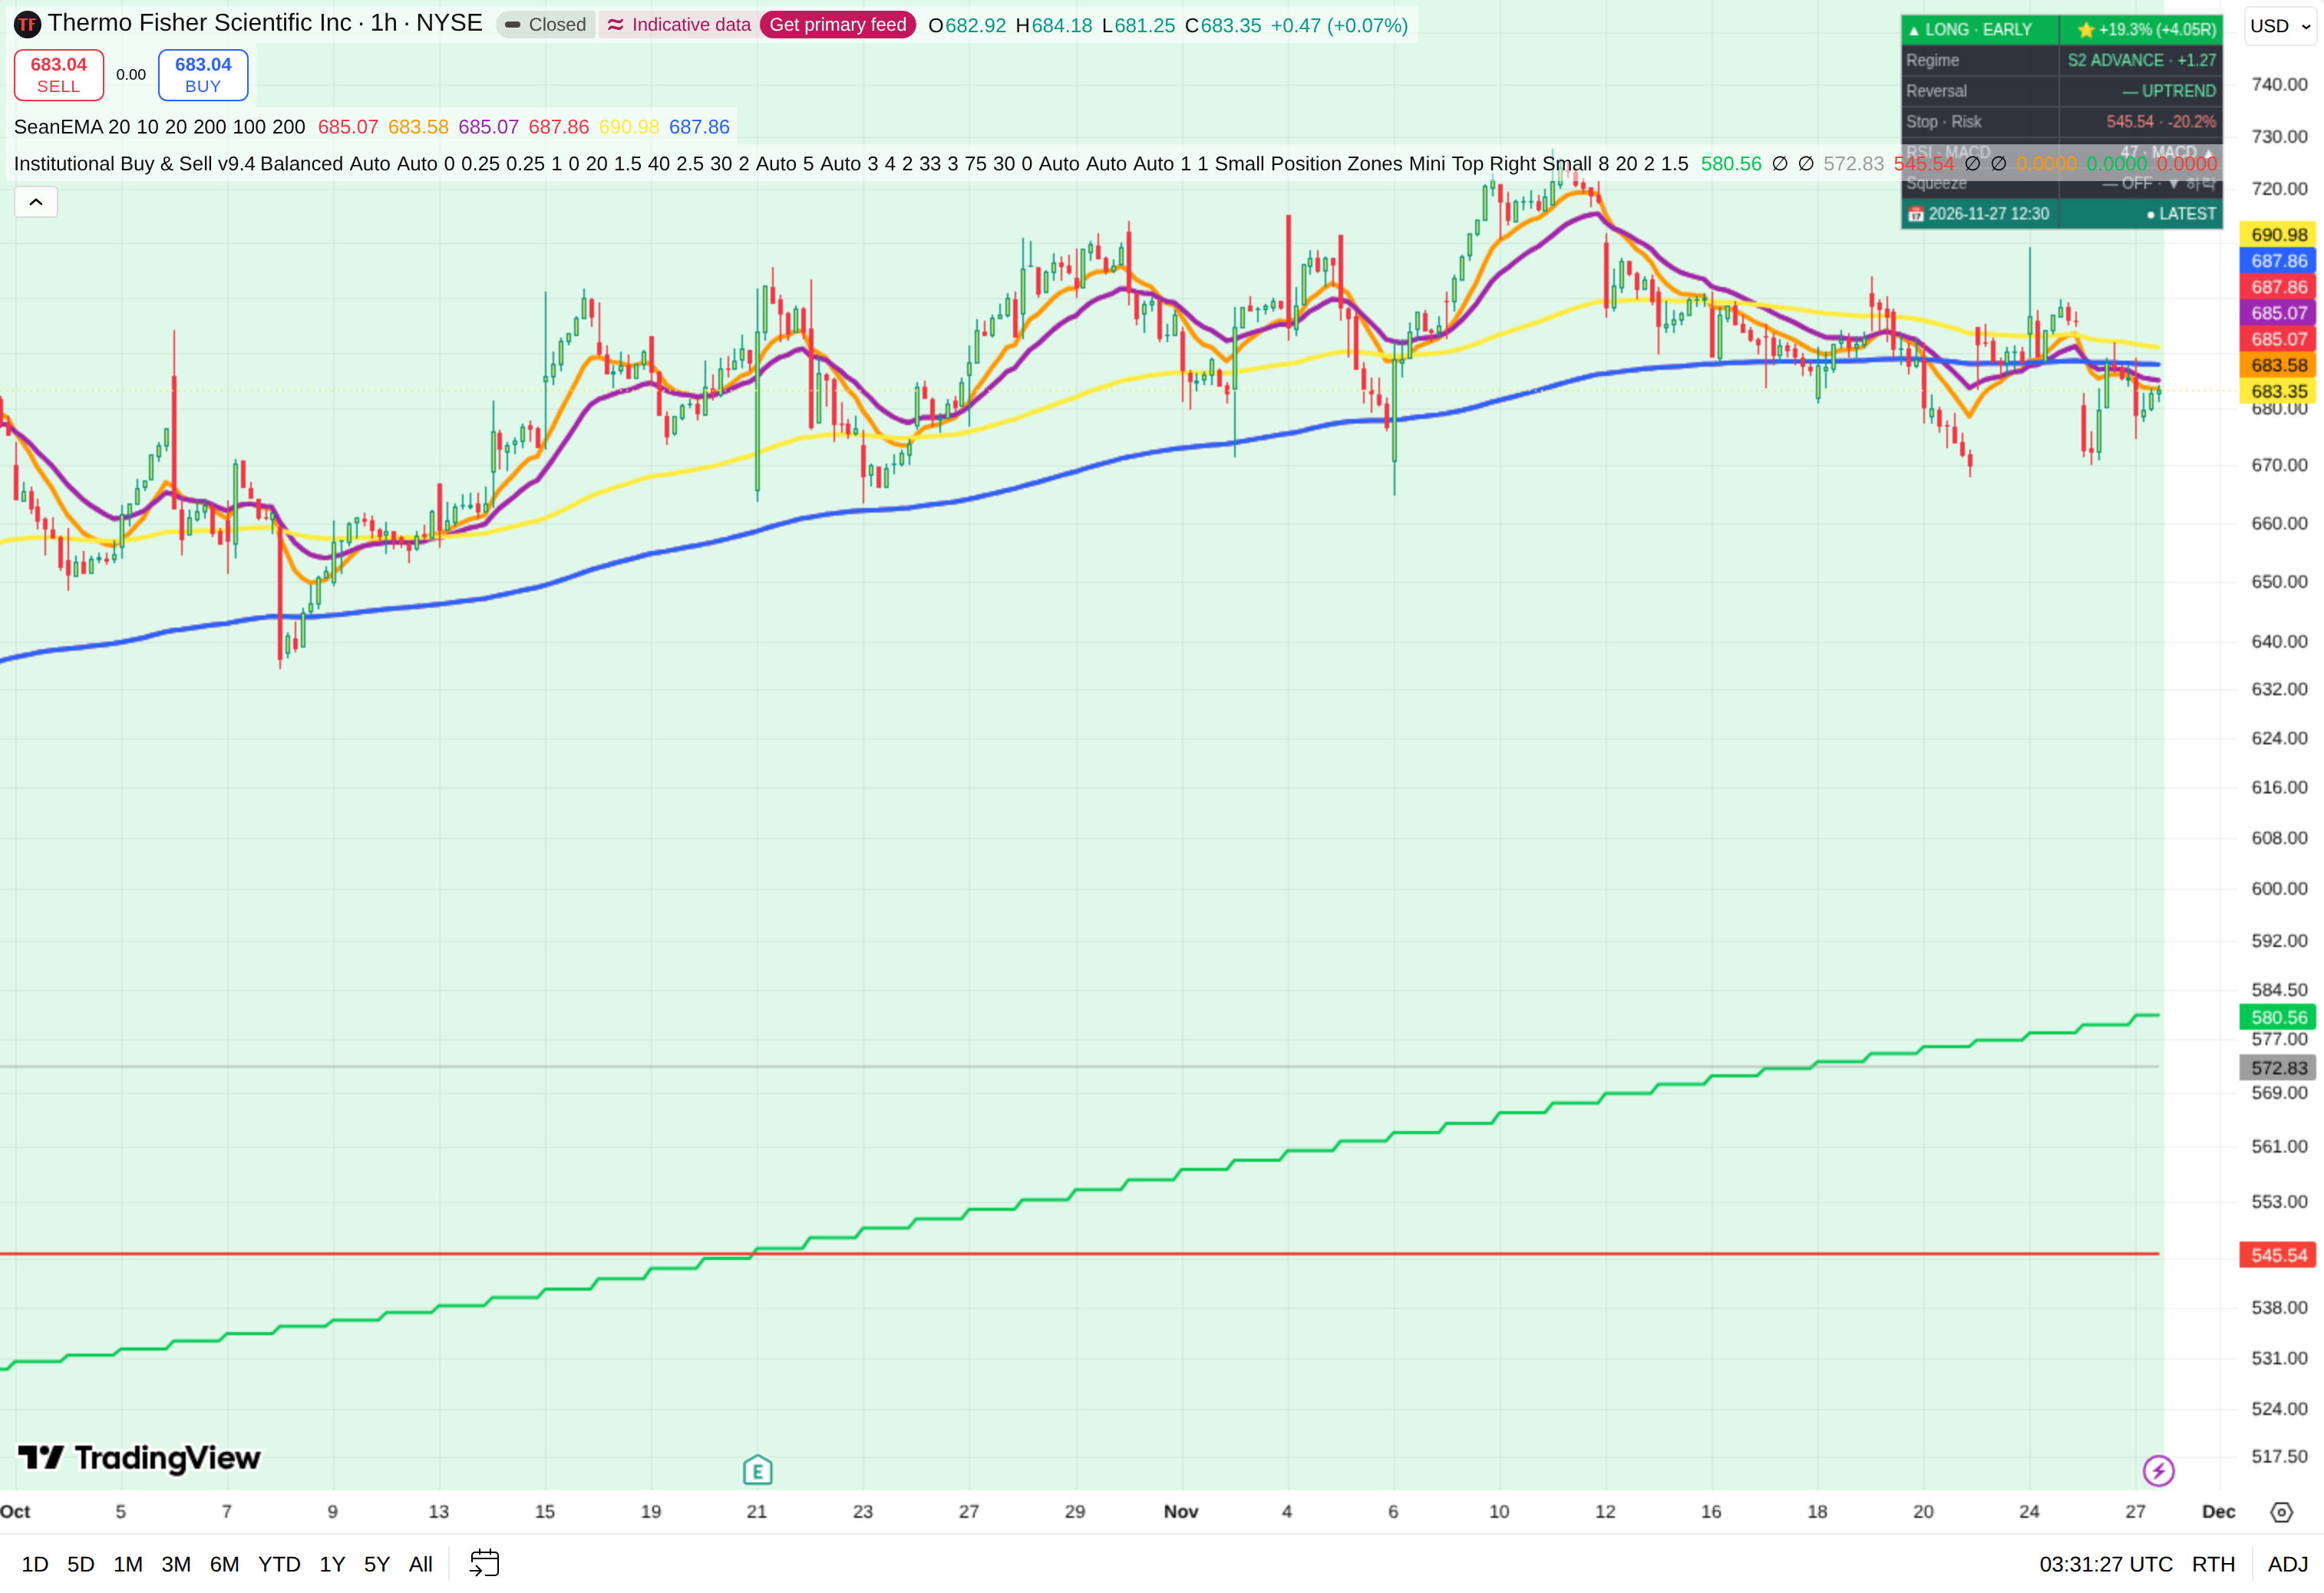 TF Thermo Fisher Scientific Inc · 1h · NYSE Closed Indicative data Get primary feed O682.92 H684.18 L681.25 C683.35 +0.47 (+0.07%)
683.04 SELL 0.00 683.04 BUY
SeanEMA 20 10 20 200 100 200 685.07 683.58 685.07 687.86 690.98 687.86
Institutional Buy & Sell v9.4 Balanced Auto Auto 0 0.25 0.25 1 0 20 1.5 40 2.5 30 2 Auto 5 Auto 3 4 2 33 3 75 30 0 Auto Auto Auto 1 1 Small Position Zones Mini Top Right Small 8 20 2 1.5 580.56 ∅ ∅ 572.83 545.54 ∅ ∅ 0.0000 0.0000 0.0000
▲ LONG · EARLY ⭐ +19.3% (+4.05R)
Regime S2 ADVANCE · +1.27
Reversal — UPTREND
Stop · Risk 545.54 · -20.2%
RSI · MACD 47 · MACD ▲
Squeeze — OFF · ▼ 하락
📅 2026-11-27 12:30 ● LATEST
USD
740.00
730.00
720.00
690.98
687.86
687.86
685.07
685.07
683.58
683.35
680.00
670.00
660.00
650.00
640.00
632.00
624.00
616.00
608.00
600.00
592.00
584.50
580.56
577.00
572.83
569.00
561.00
553.00
545.54
538.00
531.00
524.00
517.50
TradingView
E
Oct 5 7 9 13 15 19 21 23 27 29 Nov 4 6 10 12 16 18 20 24 27 Dec
1D 5D 1M 3M 6M YTD 1Y 5Y All 03:31:27 UTC RTH ADJ